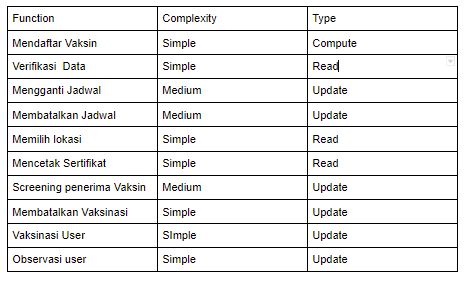 Function Complexity Type
Mendaftar Vaksin Simple Compute
Verifikasi Data Simple Read
Mengganti Jadwal Medium Update
Membatalkan Jadwal Medium Update
Memilih lokasi Simple Read
Mencetak Sertifikat Simple Read
Screening penerima Vaksin Medium Update
Membatalkan Vaksinasi Simple Update
Vaksinasi User SImple Update
Observasi user Simple Update